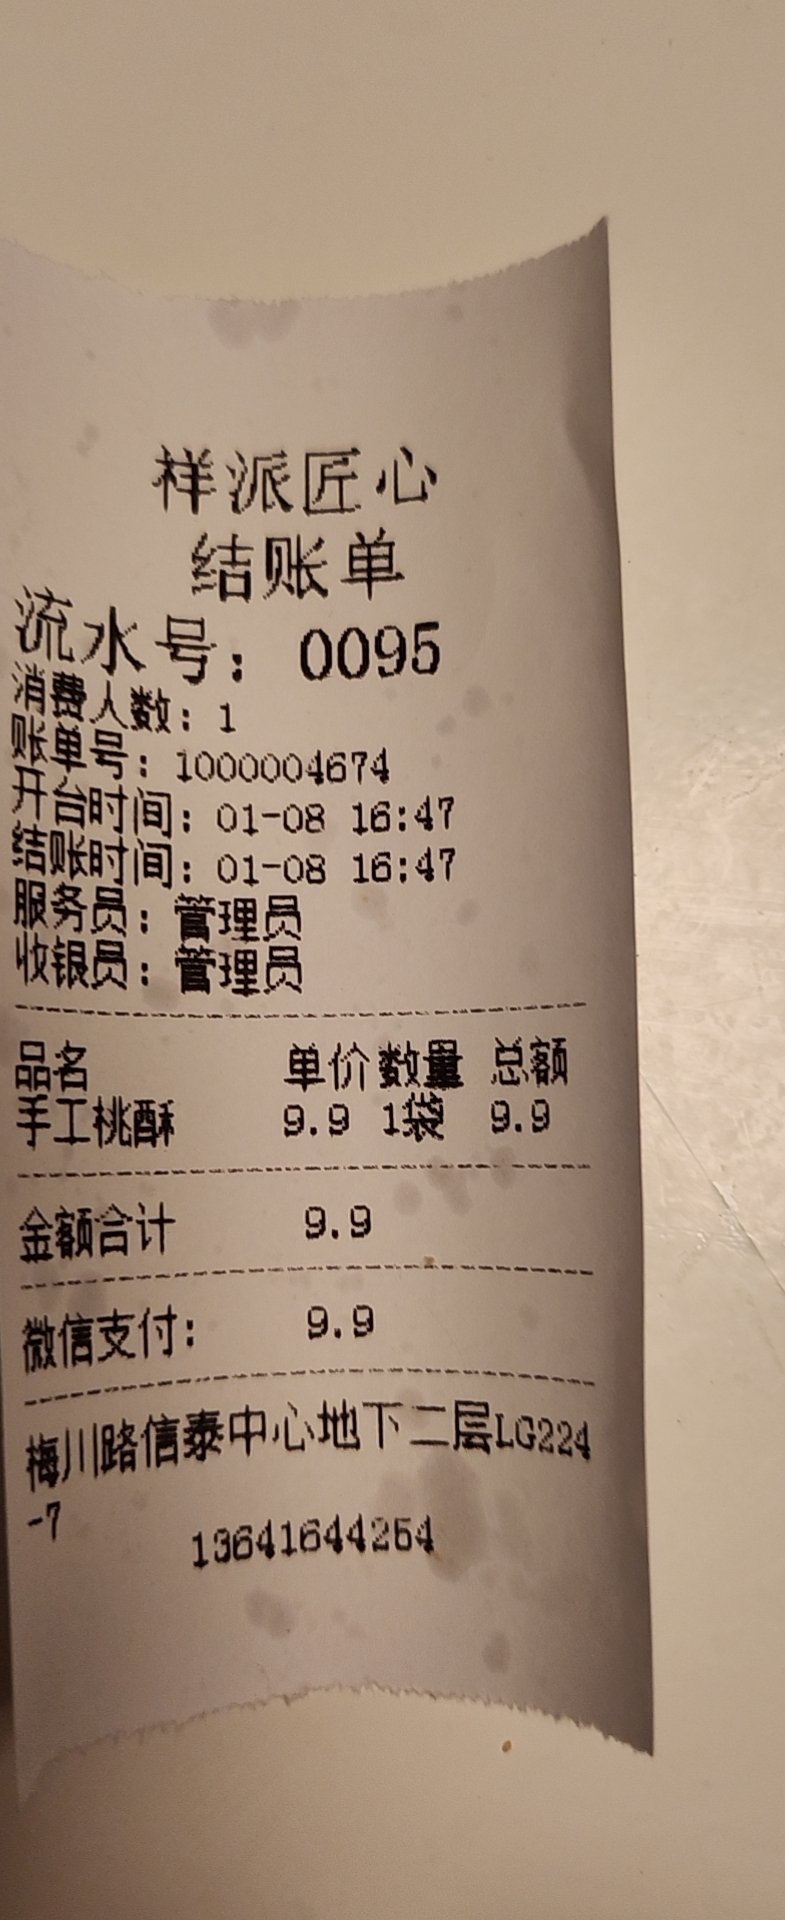 样派匠心
结账单
流水号：0095
消费人数：1
账单号：1000004674
开台时间：01-08 16:47
结账时间：01-08 16:47
服务员：管理员
收银员：管理员
品名 单价 数量 总额
手工桃酥 9.9 1袋 9.9
金额合计 9.9
微信支付: 9.9
梅川路信泰中心地下二层LG224
-7
13641644254